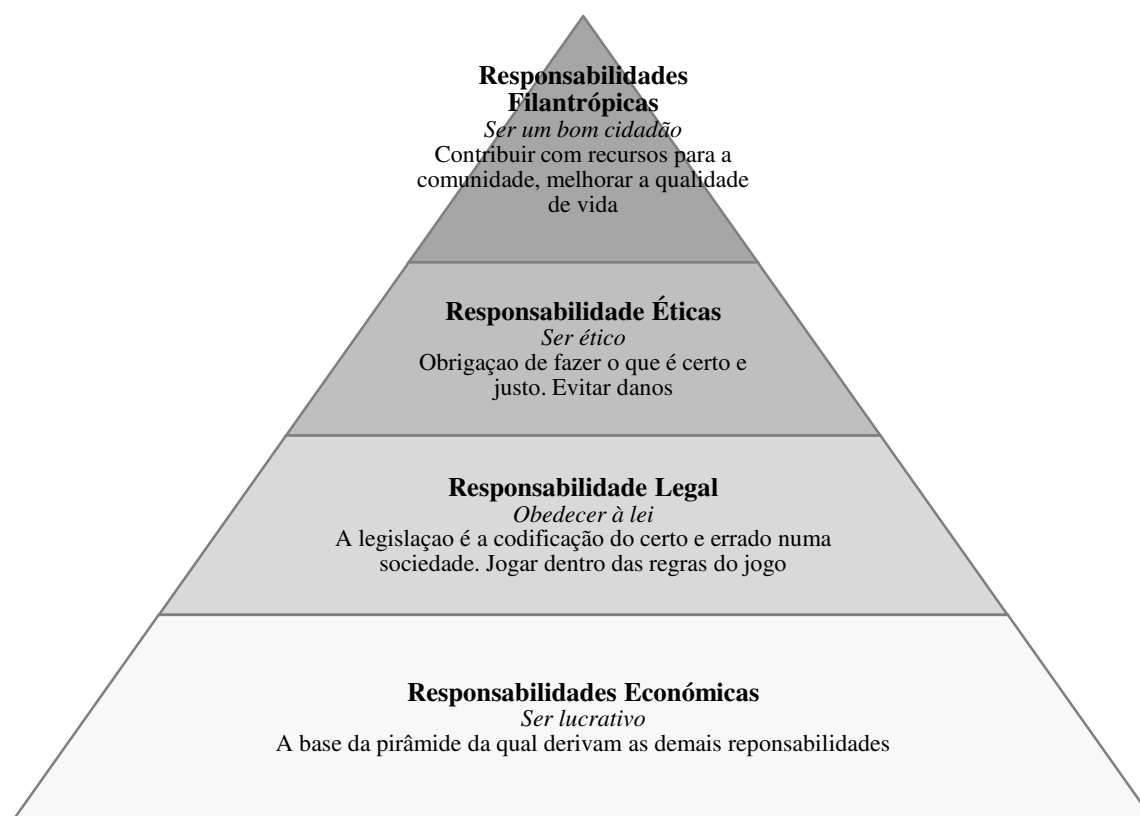 Responsabilidades
Filantrópicas
Ser um bom cidadão
Contribuir com recursos para a
comunidade, melhorar a qualidade
de vida
Responsabilidade Éticas
Ser ético
Obrigaçao de fazer o que é certo e
justo. Evitar danos
Responsabilidade Legal
Obedecer à lei
A legislaçao é a codificação do certo e errado numa
sociedade. Jogar dentro das regras do jogo
Responsabilidades Económicas
Ser lucrativo
A base da pirâmide da qual derivam as demais reponsabilidades